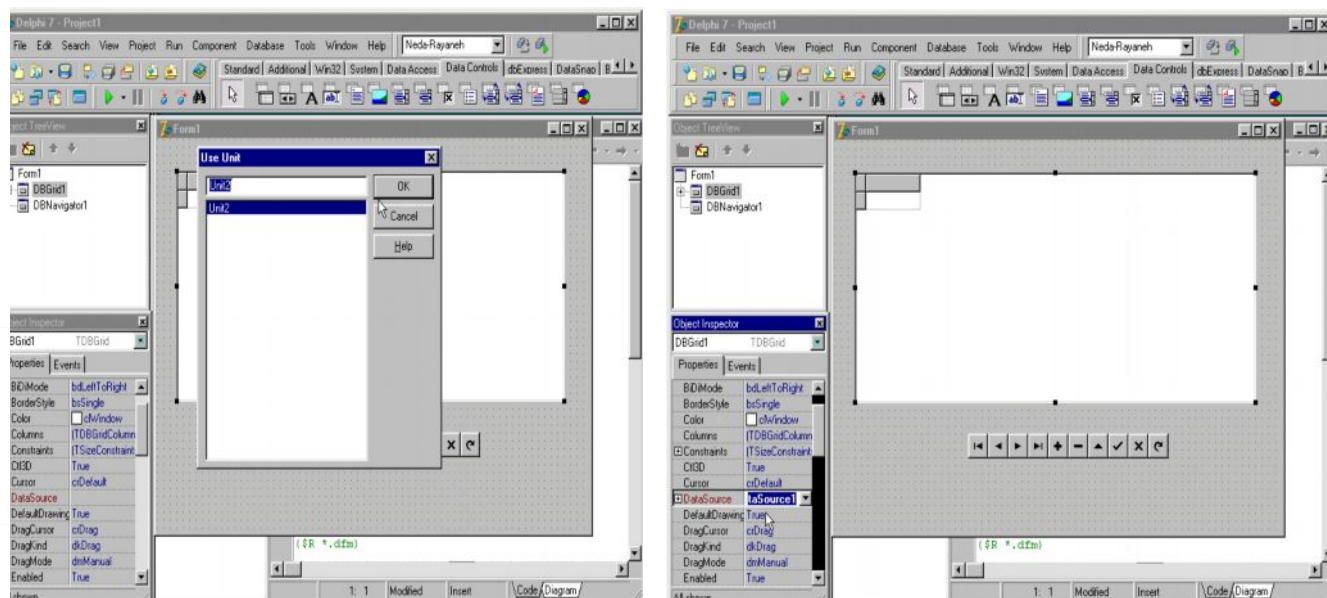 Delphi 7 - Project1
File Edit Search View Project Run Component Database Tools Window Help Neda-Rayaneh
Standard Additional Win32 System Data Access Data Controls dbExpress DataSnap B
Form1
Form1
DBGrid1
DBNavigator1
Use Unit
Unit2
Unit2
OK
Cancel
Help
TDBGrid
Events
BiDiMode bdLeftToRight
BorderStyle bsSingle
Color clWindow
Columns (TDBGridColumn
Constraints (TSizeConstraint
Ctl3D True
Cursor crDefault
DataSource
DefaultDrawing True
DragCursor crDrag
DragKind dkDrag
DragMode dmManual
Enabled True
{$R *.dfm}
1: 1 Modified Insert Code Diagram
Delphi 7 - Project1
File Edit Search View Project Run Component Database Tools Window Help Neda-Rayaneh
Standard Additional Win32 System Data Access Data Controls dbExpress DataSnap B
Object TreeView
Form1
Form1
DBGrid1
DBNavigator1
Object Inspector
DBGrid1 TDBGrid
Properties Events
BiDiMode bdLeftToRight
BorderStyle bsSingle
Color clWindow
Columns (TDBGridColumn
Constraints (TSizeConstraint
Ctl3D True
Cursor crDefault
DataSource taSource1
DefaultDrawing True
DragCursor crDrag
DragKind dkDrag
DragMode dmManual
Enabled True
{$R *.dfm}
1: 1 Modified Insert Code Diagram